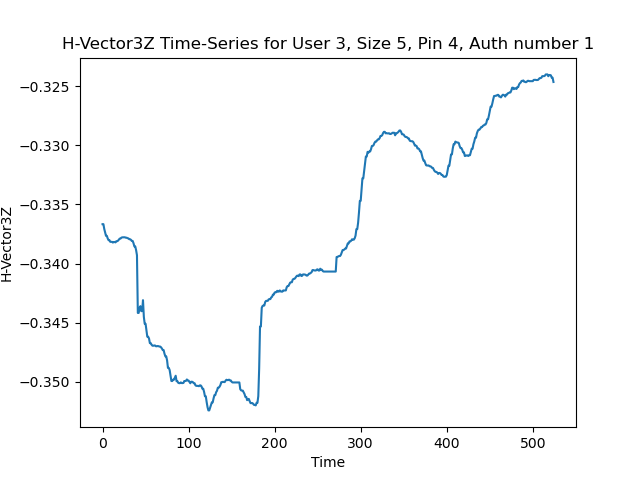 H-Vector3Z Time-Series for User 3, Size 5, Pin 4, Auth number 1
H-Vector3Z
−0.325
−0.330
−0.335
−0.340
−0.345
−0.350
0 100 200 300 400 500
Time